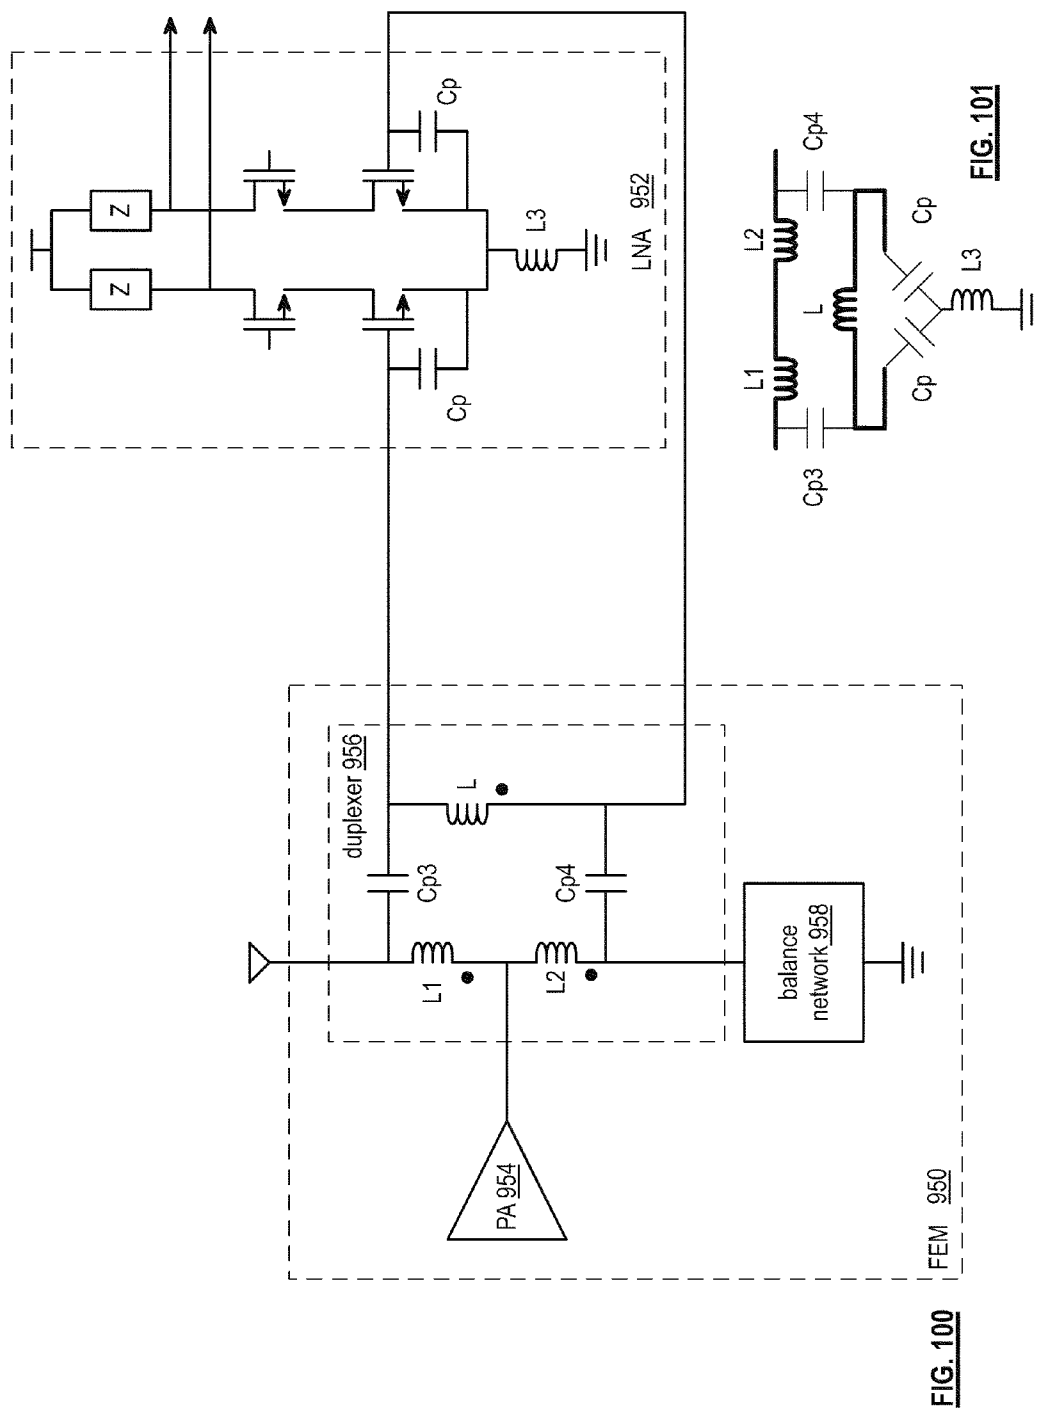 FEM 950
PA 954
duplexer 956
L1
L2
Cp3
Cp4
L
balance
network 958
LNA 952
Z
Z
Cp
Cp
L3
FIG. 100
L1
L2
Cp3
Cp4
L
Cp
Cp
L3
FIG. 101